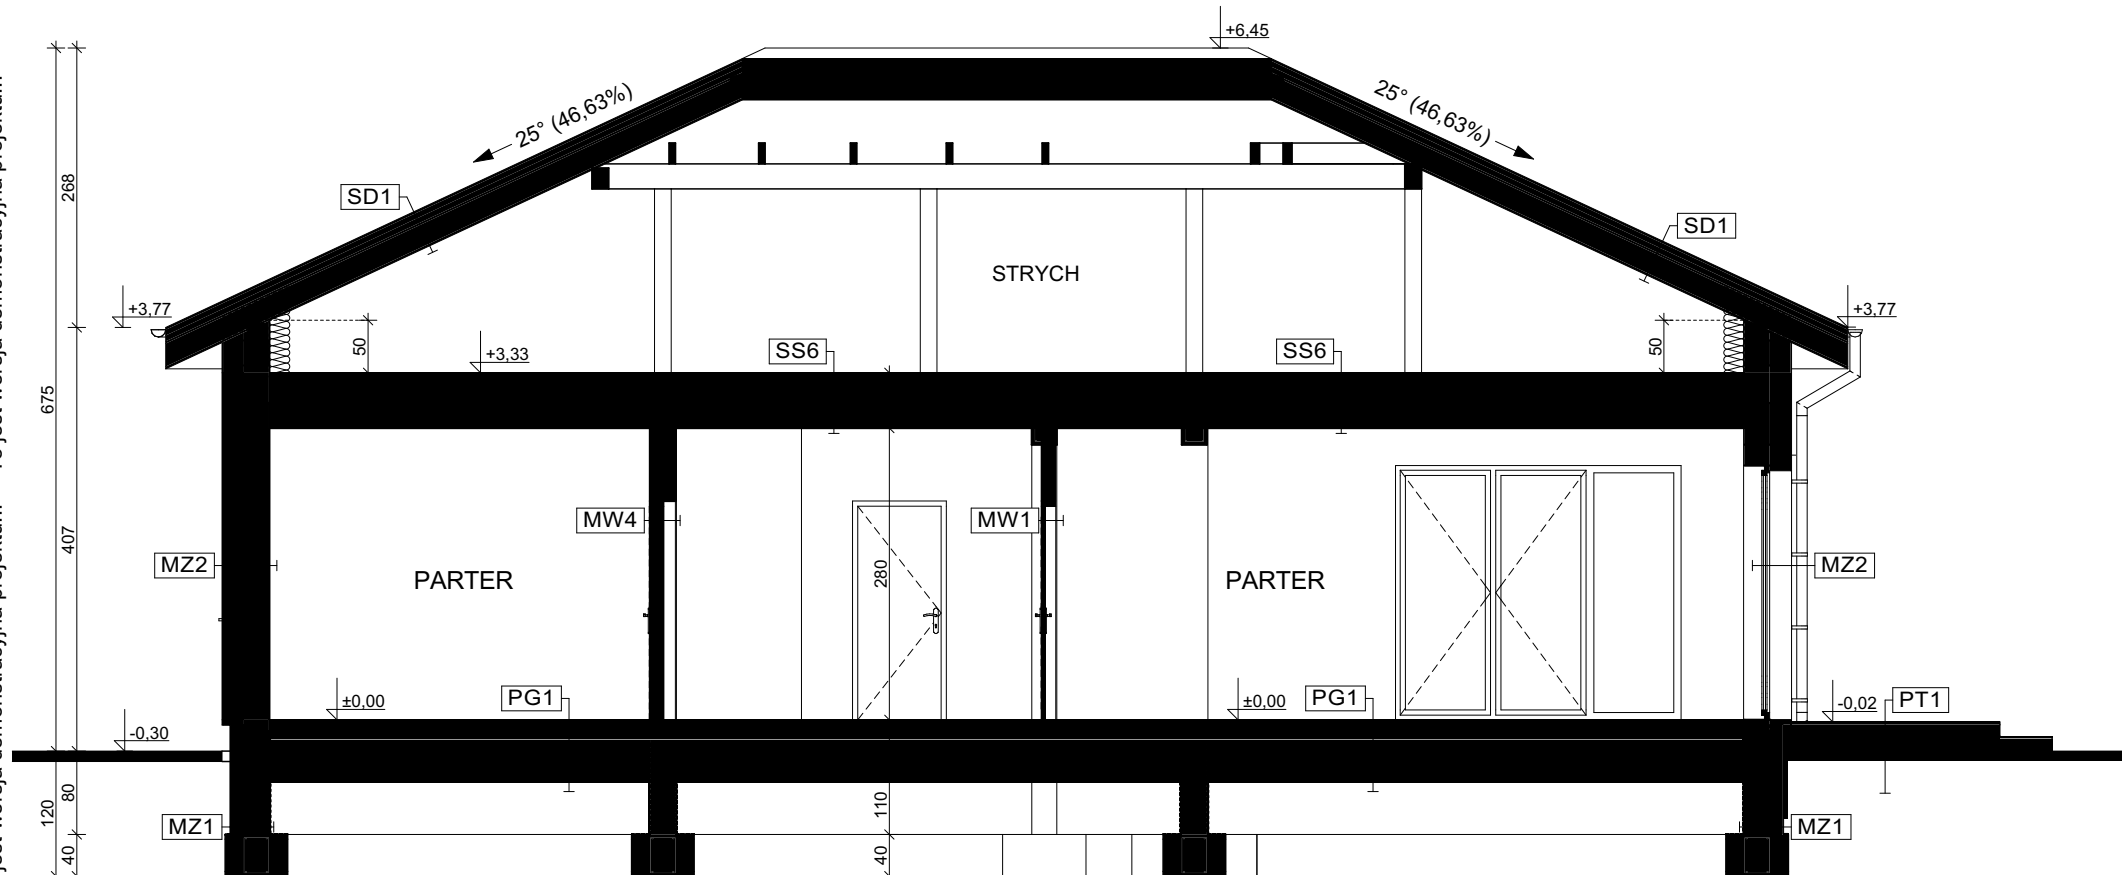 +6,45
25° (46,63%)
25° (46,63%)
268
SD1
SD1
STRYCH
+3,77
+3,77
50
+3,33
SS6
SS6
50
675
407
MW4
MW1
MZ2
MZ2
PARTER
280
PARTER
±0,00
PG1
±0,00
PG1
-0,02
PT1
-0,30
120
80
110
MZ1
MZ1
40
40